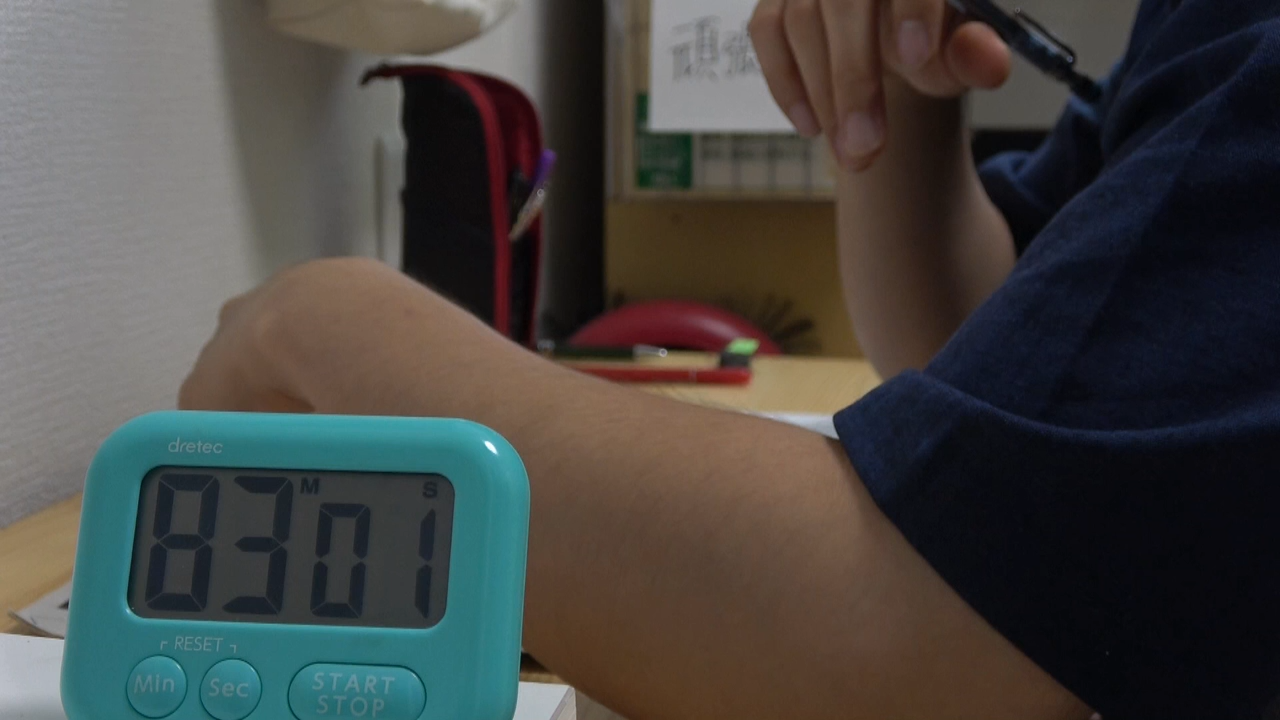 dretec
83 M 01 S
RESET
Min Sec START
STOP